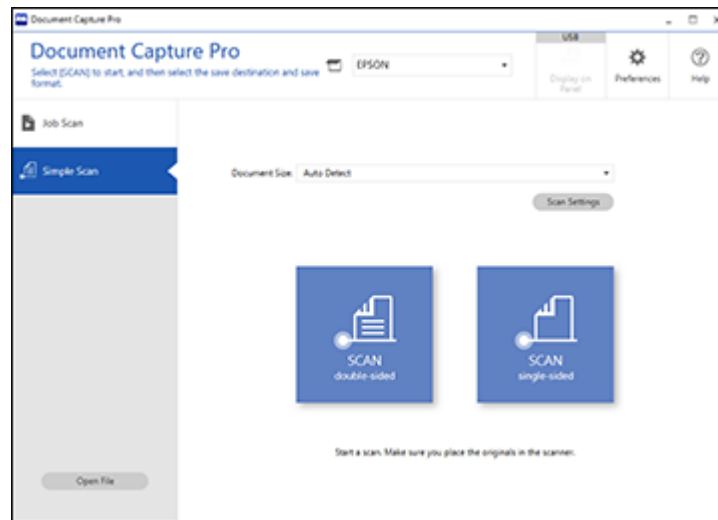 Document Capture Pro
Document Capture Pro
Select [SCAN] to start, and then select the save destination and save
format.
EPSON
USB
Display on
Panel
Preferences
Help
Job Scan
Simple Scan
Document Size:
Auto Detect
Scan Settings
SCAN
double-sided
SCAN
single-sided
Start a scan. Make sure you place the originals in the scanner.
Open File